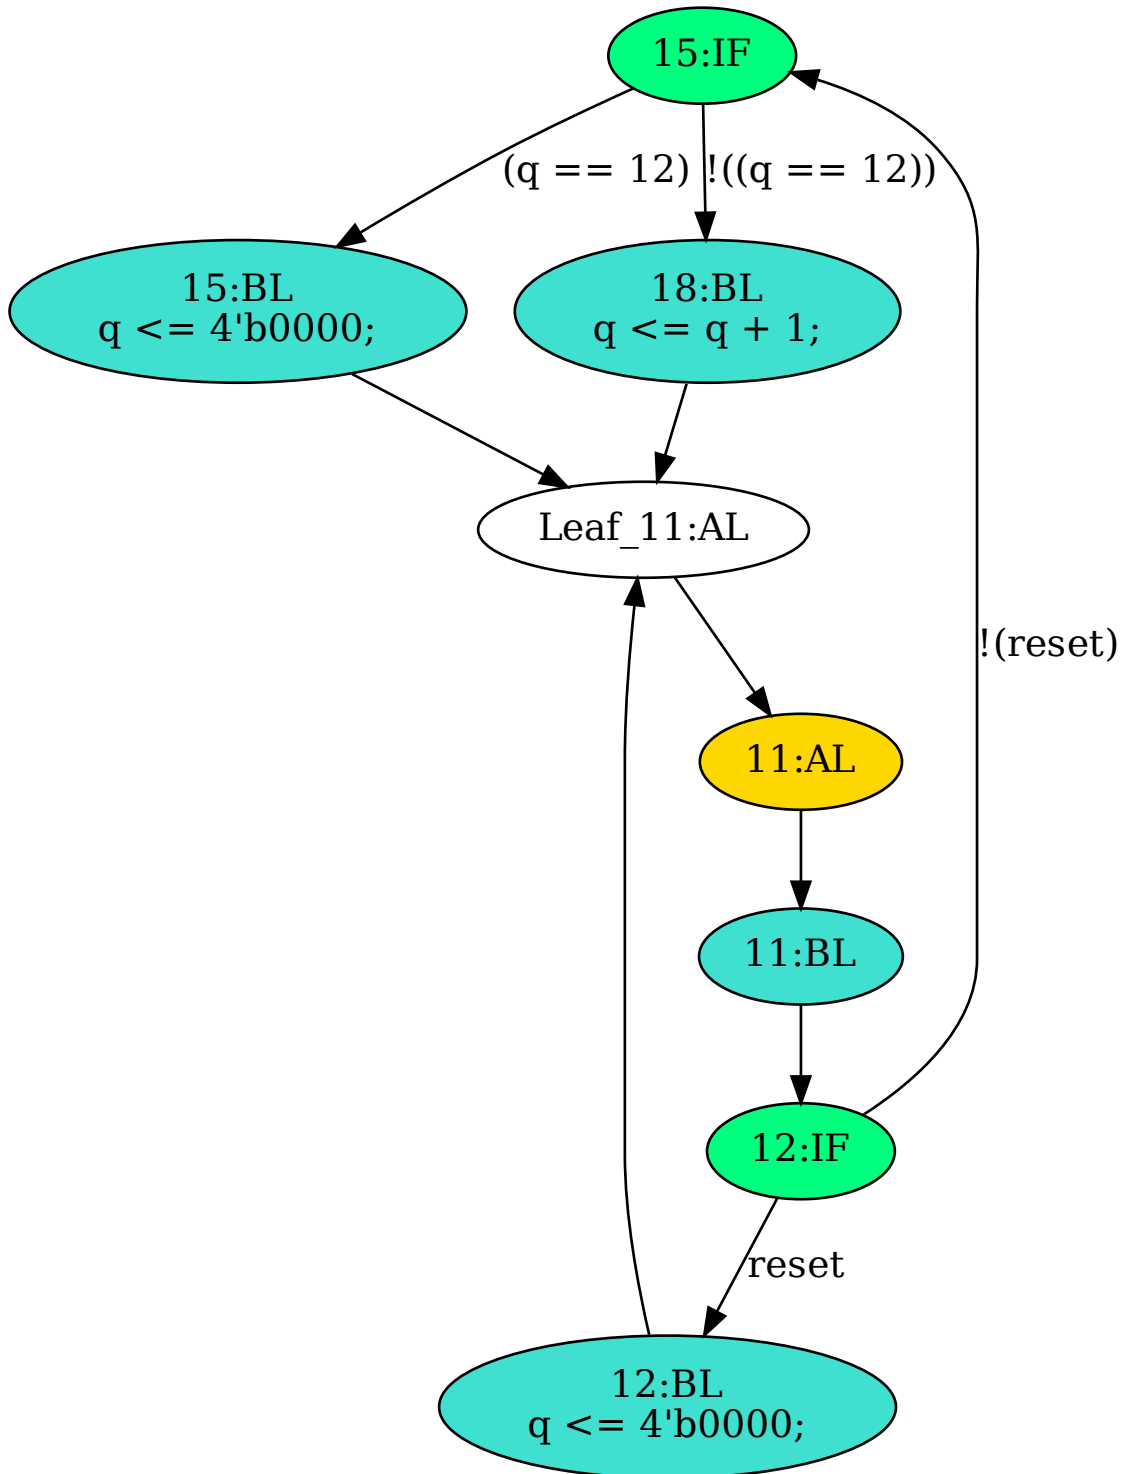 15:IF
(q == 12)
!((q == 12))
15:BL
q <= 4'b0000;
18:BL
q <= q + 1;
Leaf_11:AL
!(reset)
11:AL
11:BL
12:IF
reset
12:BL
q <= 4'b0000;